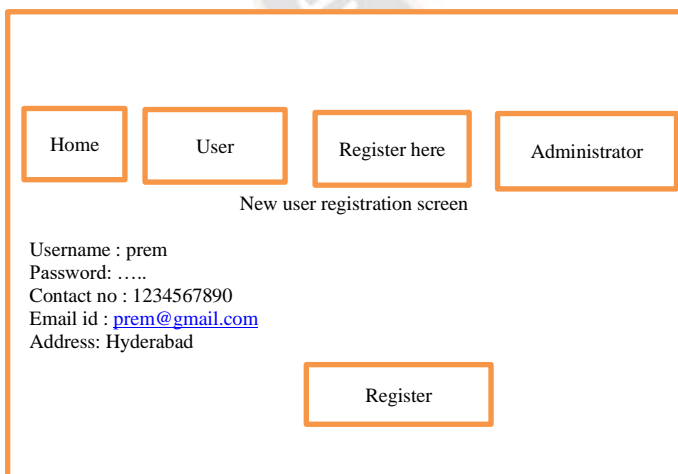 Home User Register here Administrator
New user registration screen
Username : prem
Password: …..
Contact no : 1234567890
Email id : prem@gmail.com
Address: Hyderabad
Register